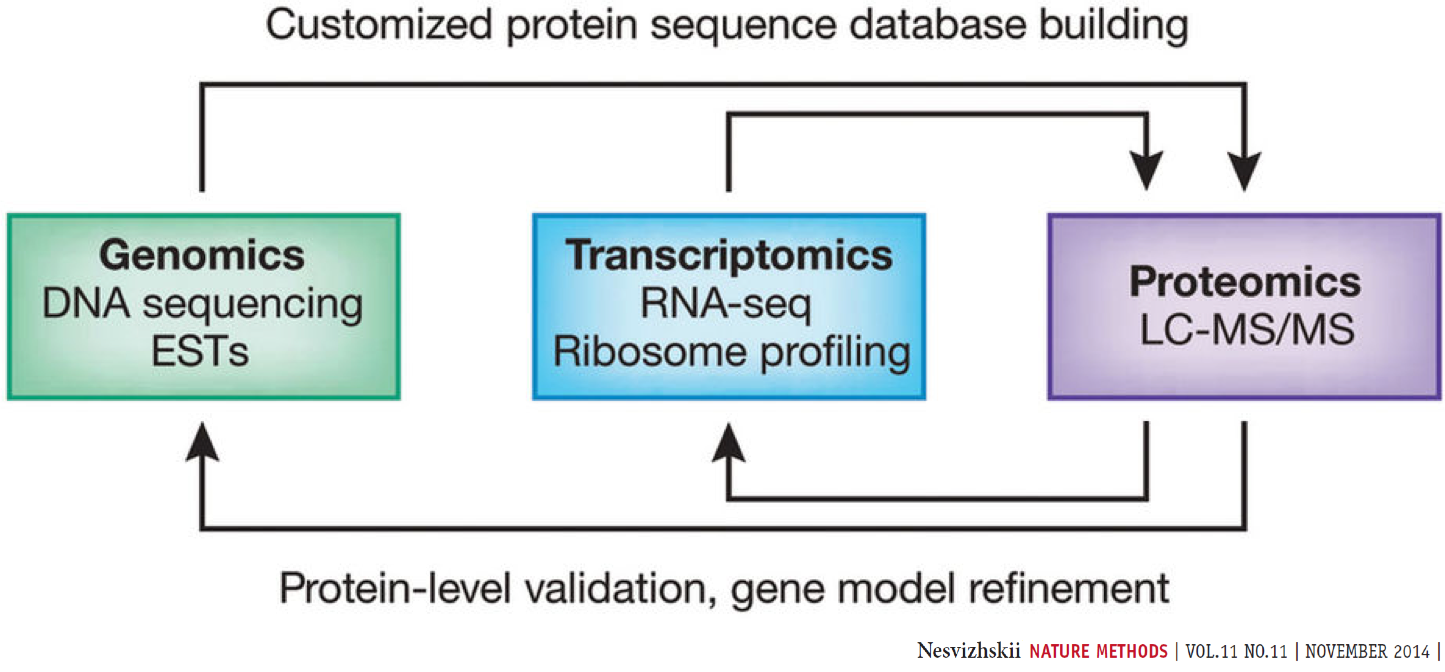 Customized protein sequence database building
Genomics
DNA sequencing
ESTs
Transcriptomics
RNA-seq
Ribosome profiling
Proteomics
LC-MS/MS
Protein-level validation, gene model refinement
Nesvizhskii NATURE METHODS | VOL.11 NO.11 | NOVEMBER 2014 |